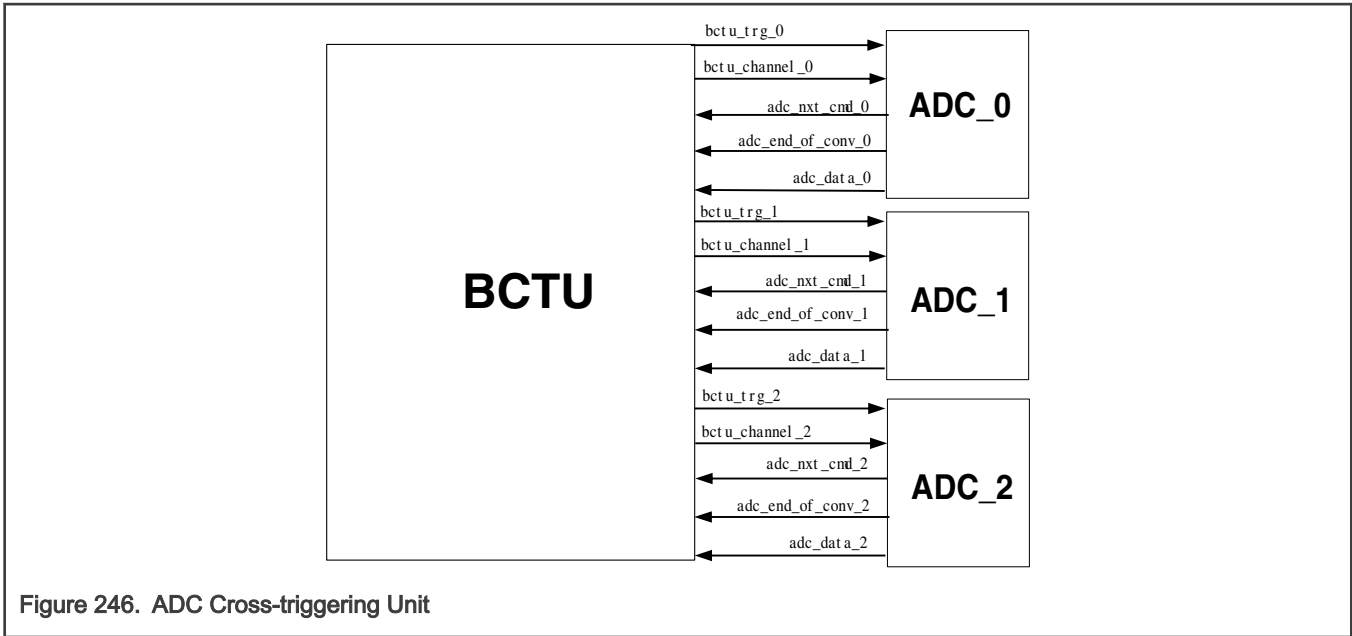 bctu_trg_0
bctu_channel_0
adc_nxt_cmd_0
adc_end_of_conv_0
adc_data_0
ADC_0
bctu_trg_1
bctu_channel_1
adc_nxt_cmd_1
adc_end_of_conv_1
adc_data_1
ADC_1
BCTU
bctu_trg_2
bctu_channel_2
adc_nxt_cmd_2
adc_end_of_conv_2
adc_data_2
ADC_2
Figure 246. ADC Cross-triggering Unit